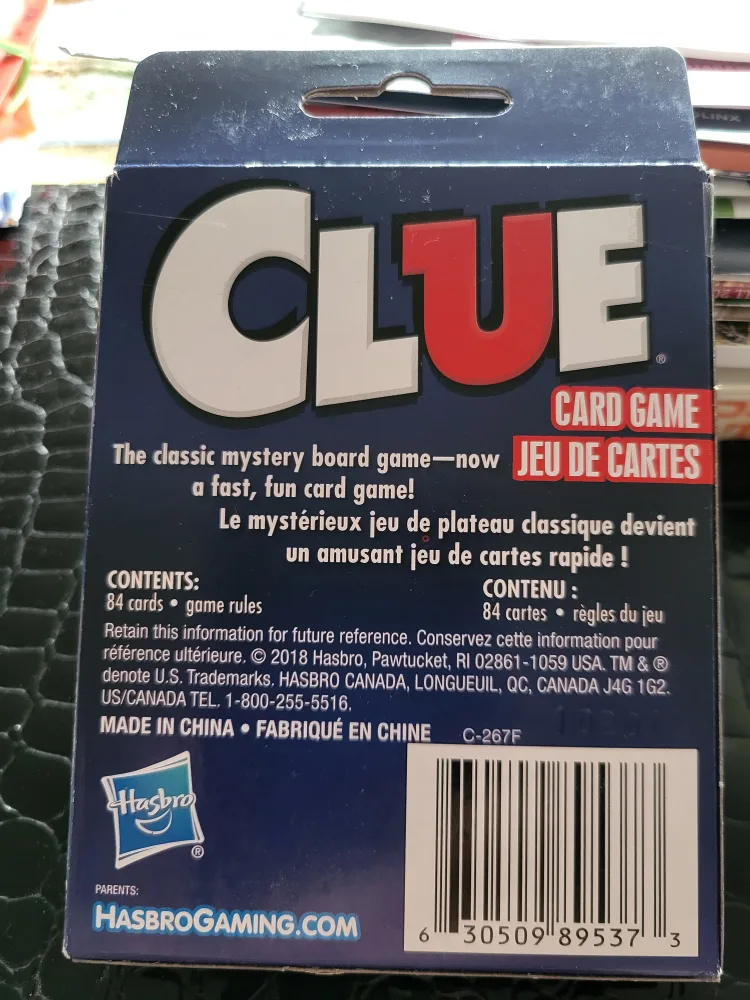 CLUE®
CARD GAME
JEU DE CARTES
The classic mystery board game—now
a fast, fun card game!
Le mystérieux jeu de plateau classique devient
un amusant jeu de cartes rapide !
CONTENTS:
84 cards • game rules
CONTENU :
84 cartes • règles du jeu
Retain this information for future reference. Conservez cette information pour
référence ultérieure. © 2018 Hasbro, Pawtucket, RI 02861-1059 USA. TM & ®
denote U.S. Trademarks. HASBRO CANADA, LONGUEUIL, QC, CANADA J4G 1G2.
US/CANADA TEL. 1-800-255-5516.
MADE IN CHINA • FABRIQUÉ EN CHINE
C-267F
Hasbro®
PARENTS:
HASBROGAMING.COM
6 30509 89537 3